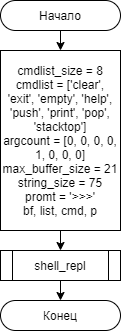 Начало
cmdlist_size = 8
cmdlist = ['clear',
'exit', 'empty', 'help',
'push', 'print', 'pop',
'stacktop']
argcount = [0, 0, 0, 0,
1, 0, 0, 0]
max_buffer_size = 21
string_size = 75
promt = '>>>'
bf, list, cmd, p
shell_repl
Конец